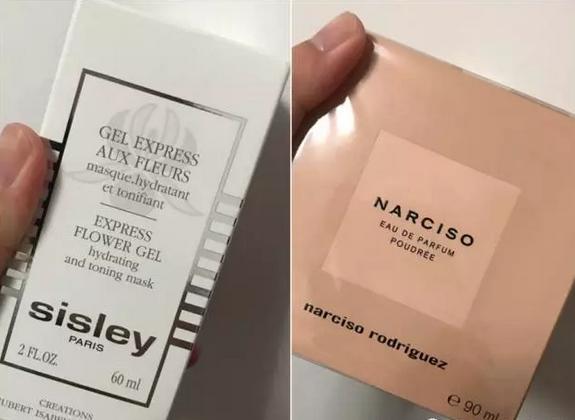 GEL EXPRESS
AUX FLEURS
masque.hydratant
et tonifiant
EXPRESS
FLOWER GEL
hydrating
and toning mask
sisley
PARIS
2 FL.OZ.
60 ml
CREATIONS
NARCISO
EAU DE PARFUM
POUDRÉE
narciso rodriguez
e 90 ml